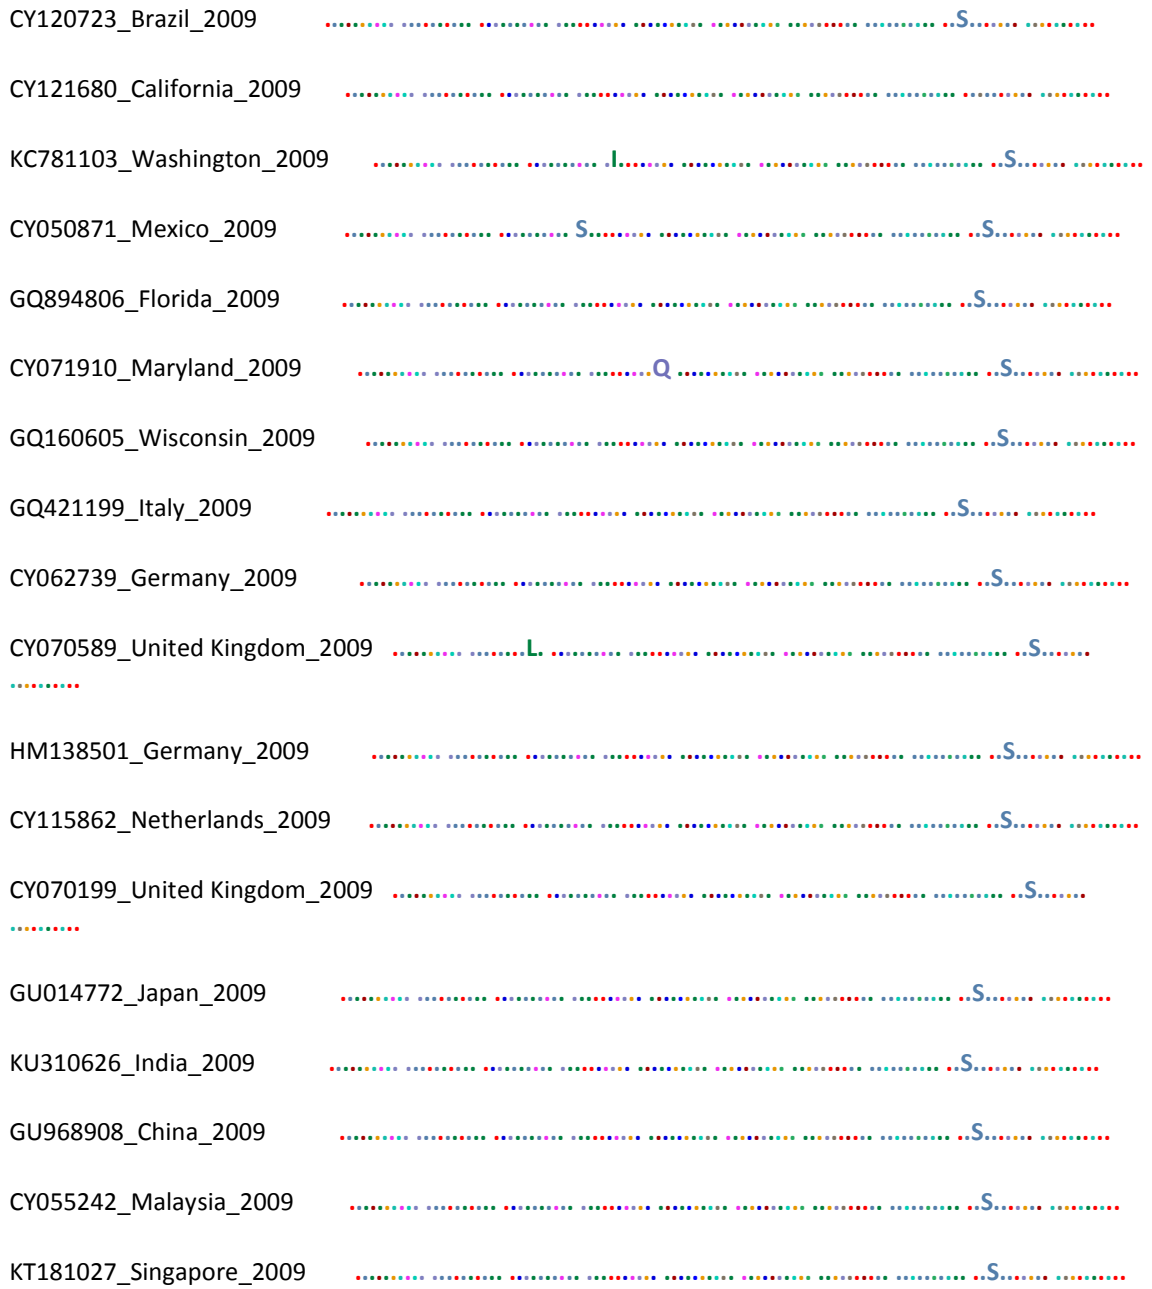 CY120723_Brazil_2009 .......... .......... .......... .......... .......... .......... .......... .......... ..S....... ..........
CY121680_California_2009 .......... .......... .......... .......... .......... .......... .......... .......... .......... ..........
KC781103_Washington_2009 .......... .......... .......... .I........ .......... .......... .......... .......... ..S....... ..........
CY050871_Mexico_2009 .......... .......... .......... S......... .......... .......... .......... .......... ..S....... ..........
GQ894806_Florida_2009 .......... .......... .......... .......... .......... .......... .......... .......... ..S....... ..........
CY071910_Maryland_2009 .......... .......... .......... .........Q .......... .......... .......... .......... ..S....... ..........
GQ160605_Wisconsin_2009 .......... .......... .......... .......... .......... .......... .......... .......... ..S....... ..........
GQ421199_Italy_2009 .......... .......... .......... .......... .......... .......... .......... .......... ..S....... ..........
CY062739_Germany_2009 .......... .......... .......... .......... .......... .......... .......... .......... ..S....... ..........
CY070589_United Kingdom_2009 .......... ........L. .......... .......... .......... .......... .......... .......... ..S.......
..........
HM138501_Germany_2009 .......... .......... .......... .......... .......... .......... .......... .......... ..S....... ..........
CY115862_Netherlands_2009 .......... .......... .......... .......... .......... .......... .......... .......... ..S....... ..........
CY070199_United Kingdom_2009 .......... .......... .......... .......... .......... .......... .......... .......... ..S.......
..........
GU014772_Japan_2009 .......... .......... .......... .......... .......... .......... .......... .......... ..S....... ..........
KU310626_India_2009 .......... .......... .......... .......... .......... .......... .......... .......... ..S....... ..........
GU968908_China_2009 .......... .......... .......... .......... .......... .......... .......... .......... ..S....... ..........
CY055242_Malaysia_2009 .......... .......... .......... .......... .......... .......... .......... .......... ..S....... ..........
KT181027_Singapore_2009 .......... .......... .......... .......... .......... .......... .......... .......... ..S....... ..........